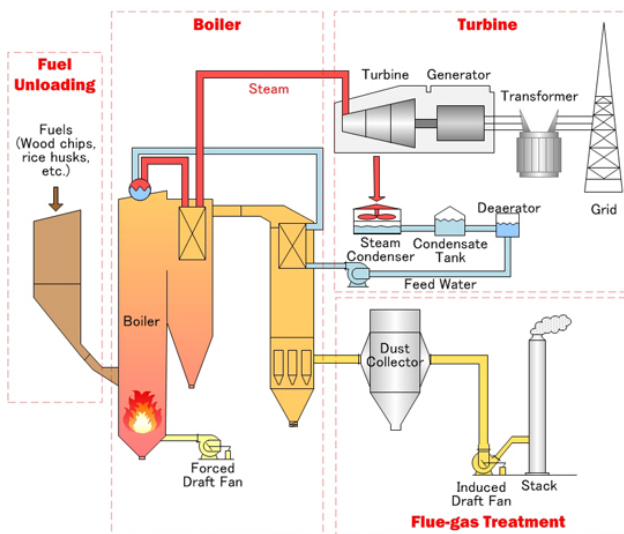 Boiler
Turbine
Fuel
Unloading
Fuels
(Wood chips,
rice husks,
etc.)
Steam
Turbine
Generator
Transformer
Grid
Steam
Condenser
Condensate
Tank
Deaerator
Feed Water
Boiler
Forced
Draft Fan
Dust
Collector
Induced
Draft Fan
Stack
Flue-gas Treatment